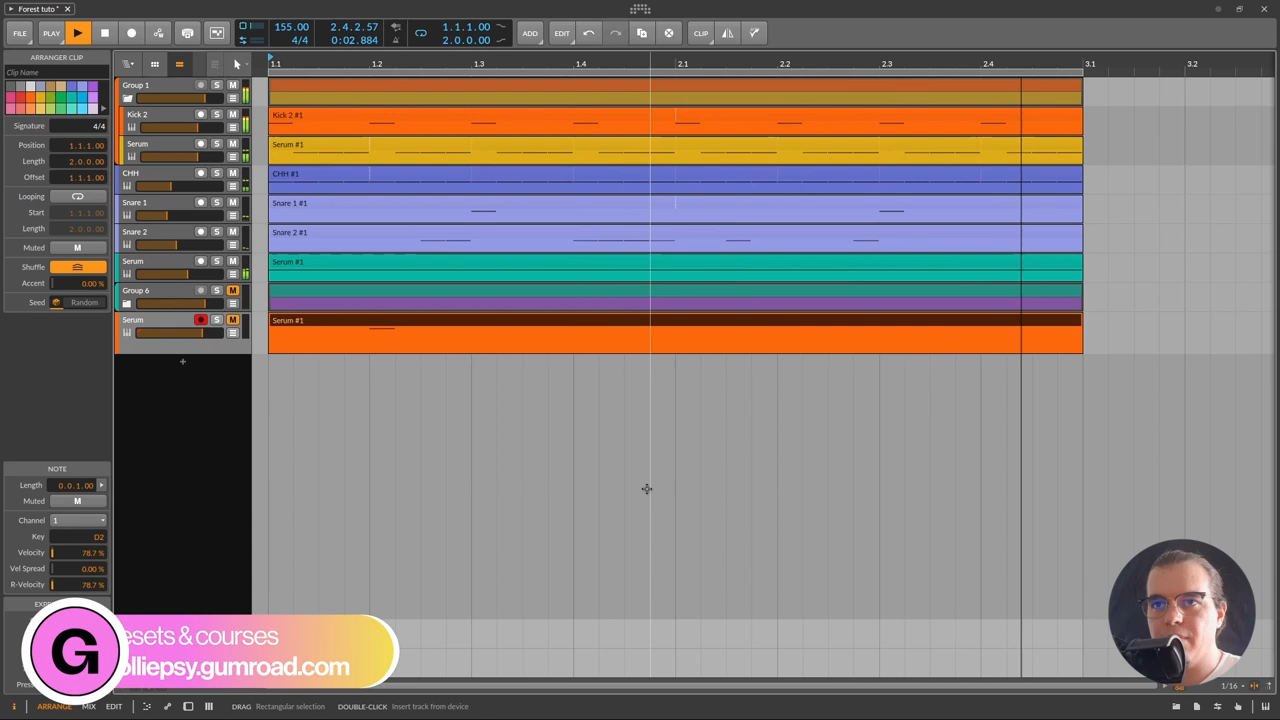 Forest tuto*
FILE
PLAY
155.00
4/4
2.4.2.57
0:02.884
1.1.1.00
2.0.0.00
ADD
EDIT
CLIP
ARRANGER CLIP
Clip Name
Signature 4/4
Position 1.1.1.00
Length 2.0.0.00
Offset 1.1.1.00
Looping
Start 1.1.1.00
Length 2.0.0.00
Muted M
Shuffle
Accent 0.00 %
Seed Random
1.1 1.2 1.3 1.4 2.1 2.2 2.3 2.4 3.1 3.2
Group 1 S M
Kick 2 S M
Kick 2 #1
Serum S M
Serum #1
CHH S M
CHH #1
Snare 1 S M
Snare 1 #1
Snare 2 S M
Snare 2 #1
Serum S M
Serum #1
Group 6 S M
Serum S M
Serum #1
+
NOTE
Length 0.0.1.00
Muted M
Channel 1
Key D2
Velocity 78.7 %
Vel Spread 0.00 %
R-Velocity 78.7 %
G
esets & courses
olliepsy.gumroad.com
1/16
i ARRANGE MIX EDIT
DRAG Rectangular selection DOUBLE-CLICK Insert track from device